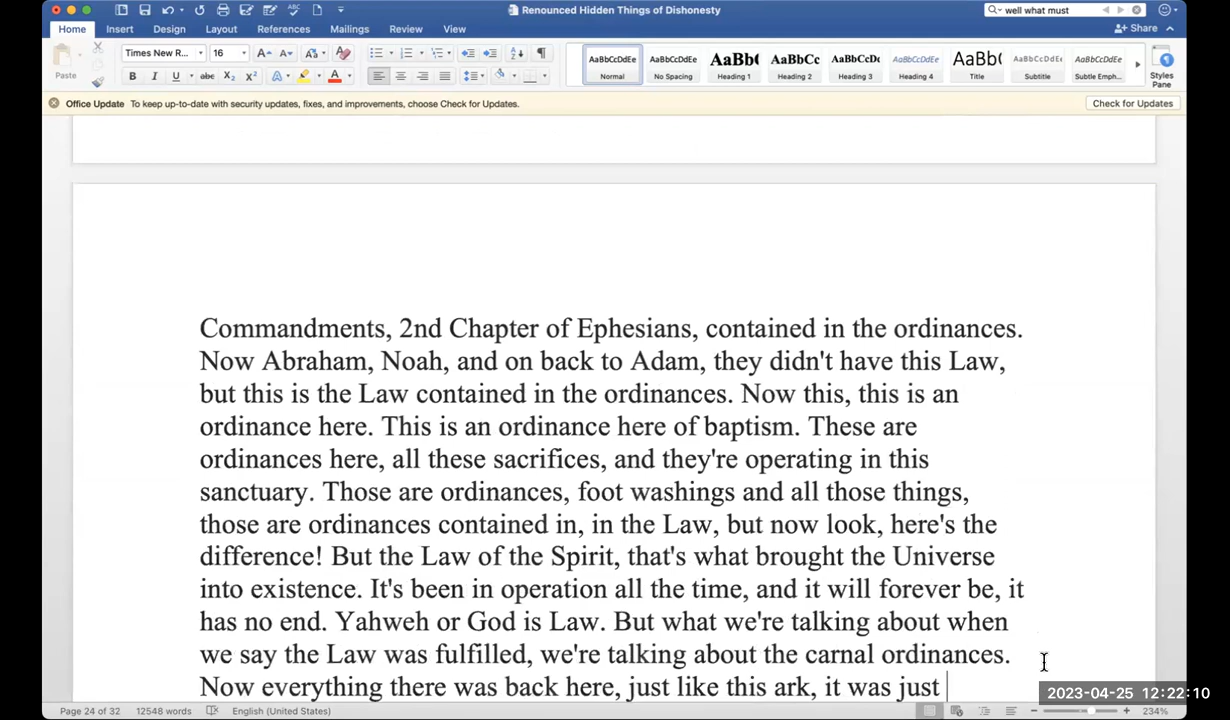 Renounced Hidden Things of Dishonesty
well what must
Home Insert Design Layout References Mailings Review View
Share
Paste
Times New R... 16
AaBbCcDdEe AaBbCcDdEe AaBb( AaBbCc AaBbCcDc AaBbCcDdEe AaBbC AaBbCcDdEe AaBbCcDdEe
Normal No Spacing Heading 1 Heading 2 Heading 3 Heading 4 Title Subtitle Subtle Emph... Styles Pane
Office Update To keep up-to-date with security updates, fixes, and improvements, choose Check for Updates. Check for Updates
Commandments, 2nd Chapter of Ephesians, contained in the ordinances.
Now Abraham, Noah, and on back to Adam, they didn't have this Law,
but this is the Law contained in the ordinances. Now this, this is an
ordinance here. This is an ordinance here of baptism. These are
ordinances here, all these sacrifices, and they're operating in this
sanctuary. Those are ordinances, foot washings and all those things,
those are ordinances contained in, in the Law, but now look, here's the
difference! But the Law of the Spirit, that's what brought the Universe
into existence. It's been in operation all the time, and it will forever be, it
has no end. Yahweh or God is Law. But what we're talking about when
we say the Law was fulfilled, we're talking about the carnal ordinances.
Now everything there was back here, just like this ark, it was just
2023-04-25 12:22:10
Page 24 of 32 12548 words English (United States) 234%